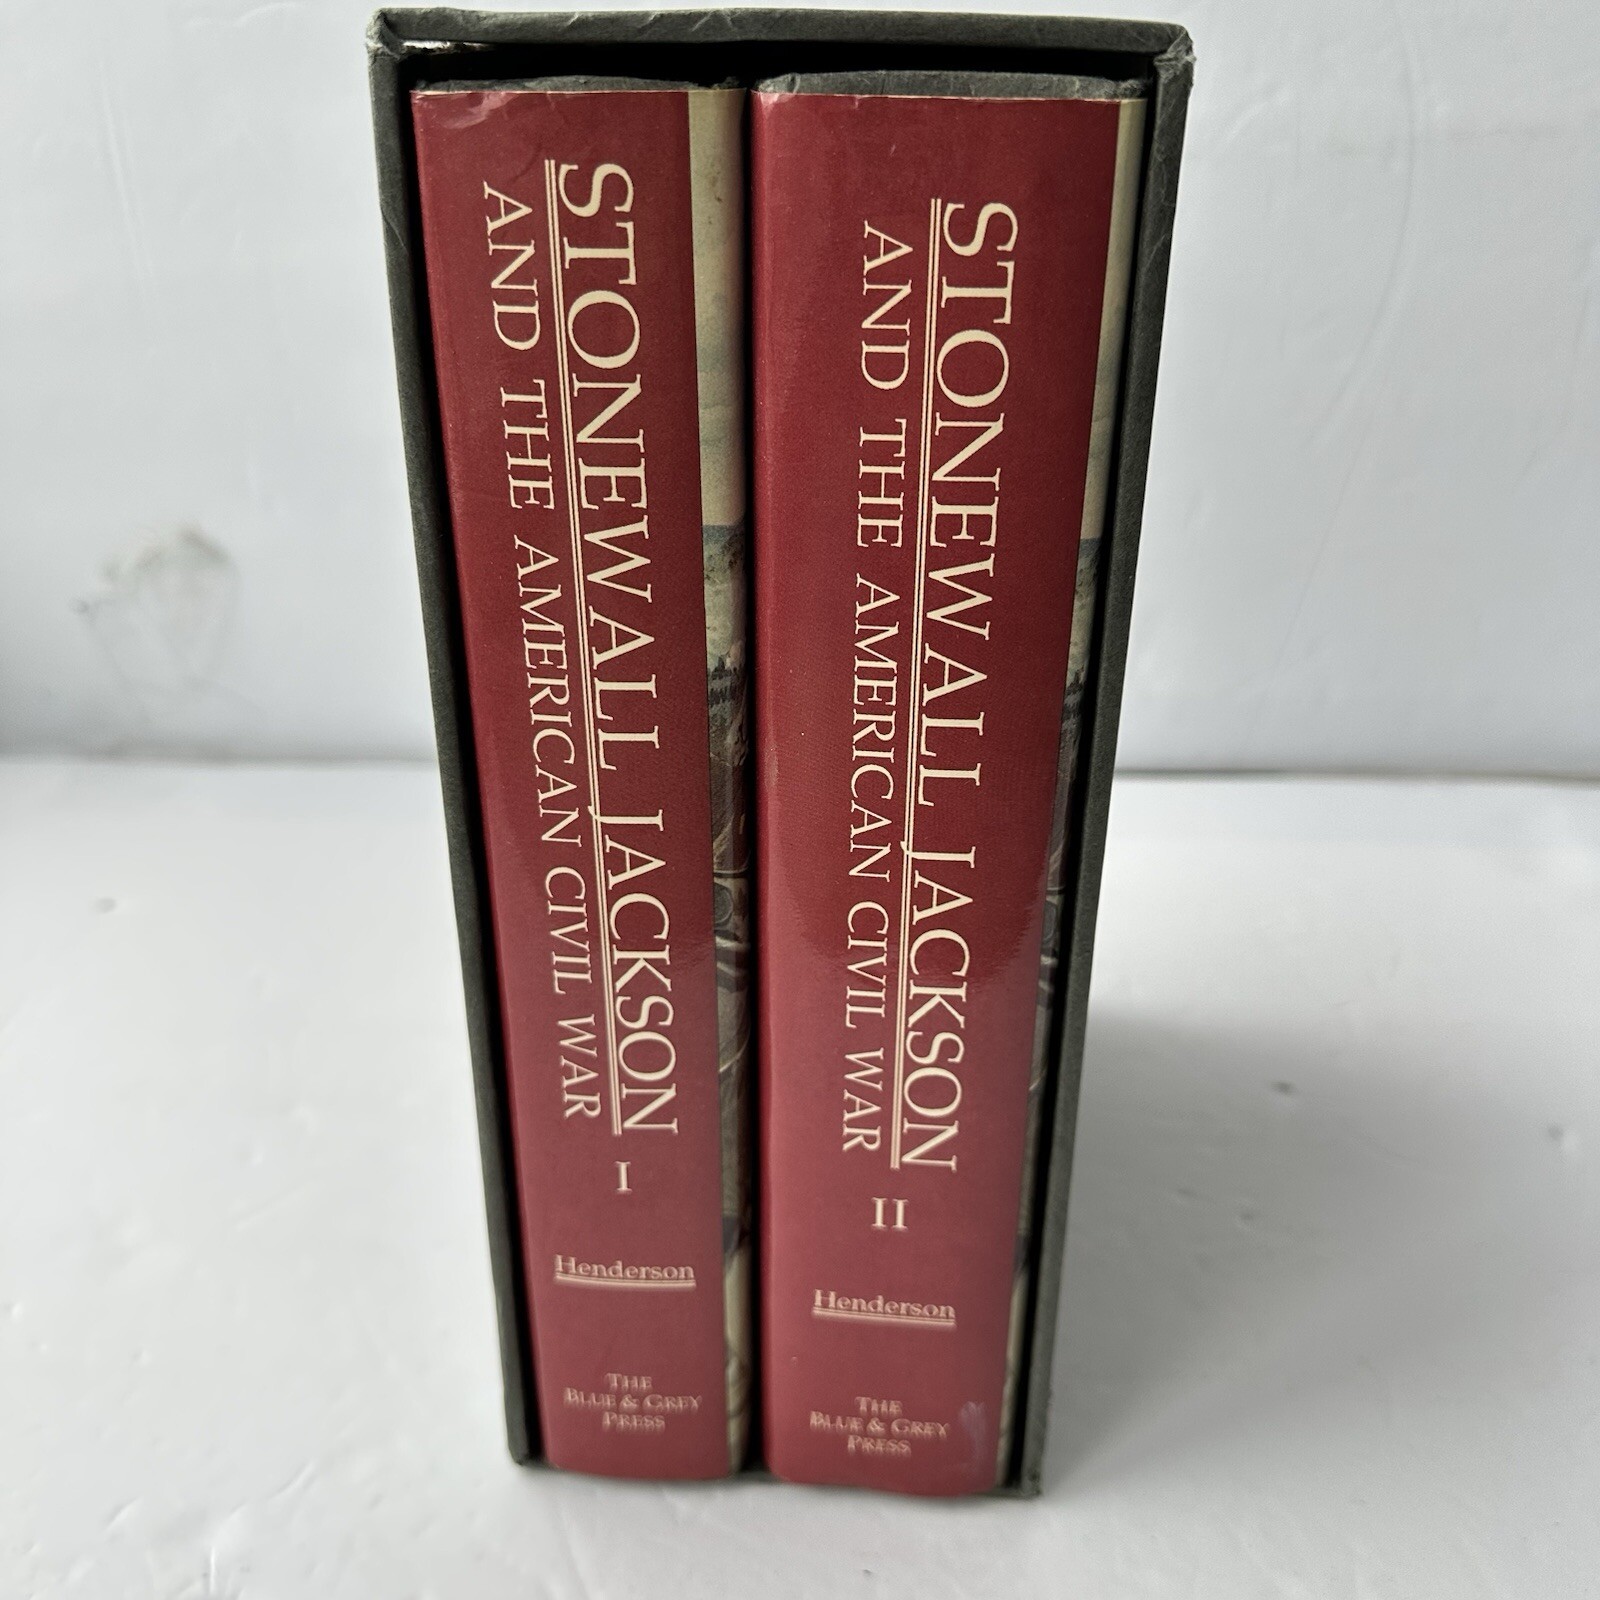 STONEWALL JACKSON
AND THE AMERICAN CIVIL WAR
I
Henderson
THE
BLUE & GREY
PRESS
STONEWALL JACKSON
AND THE AMERICAN CIVIL WAR
II
Henderson
THE
BLUE & GREY
PRESS